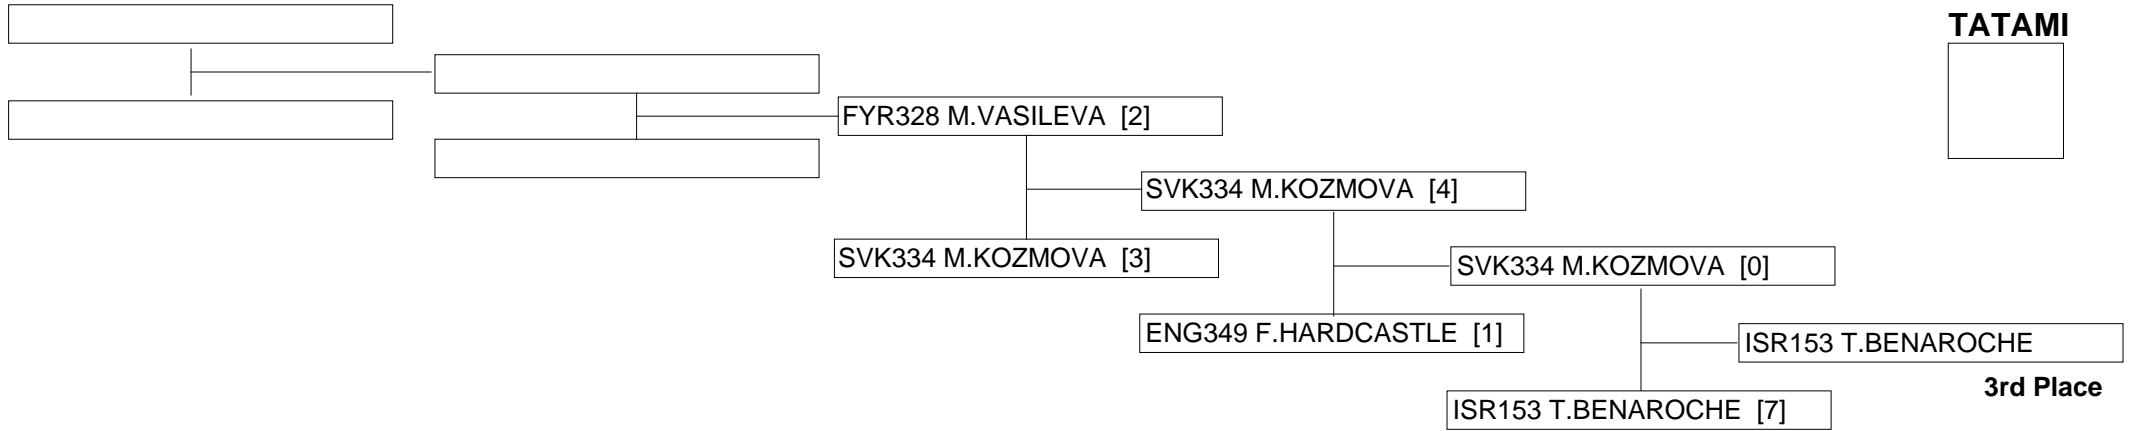 TATAMI
FYR328 M.VASILEVA [2]
SVK334 M.KOZMOVA [4]
SVK334 M.KOZMOVA [3]
SVK334 M.KOZMOVA [0]
ENG349 F.HARDCASTLE [1]
ISR153 T.BENAROCHE
3rd Place
ISR153 T.BENAROCHE [7]